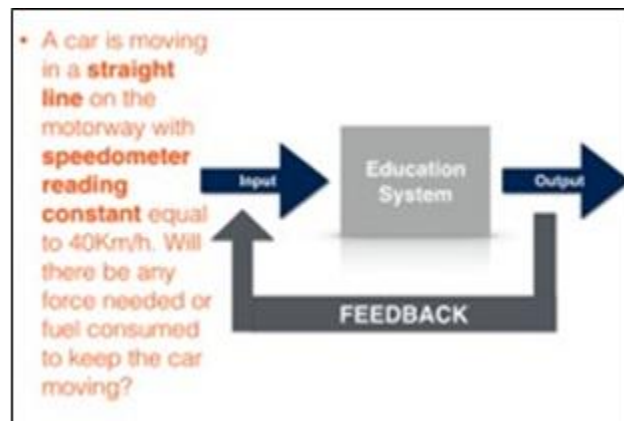 • A car is moving
in a straight
line on the
motorway with
speedometer
reading
constant equal
to 40Km/h. Will
there be any
force needed or
fuel consumed
to keep the car
moving?
Input
Education
System
Output
FEEDBACK